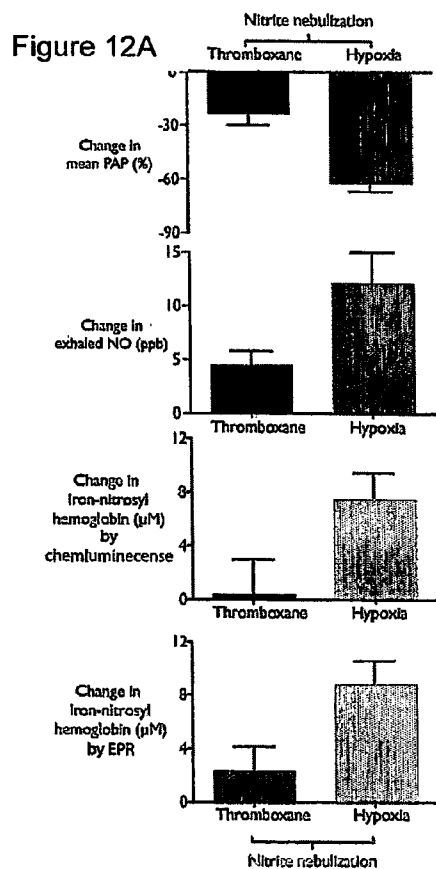 Nitrite nebulization
Figure 12A
Thromboxane Hypoxia
0
-30
-60
-90
Change in
mean PAP (%)
15
10
5
0
Change in
exhaled NO (ppb)
Thromboxane Hypoxia
12
8
4
0
Change in
iron-nitrosyl
hemoglobin (µM)
by
chemluminecense
Thromboxane Hypoxia
12
8
4
0
Change in
iron-nitrosyl
hemoglobin (µM)
by EPR
Thromboxane Hypoxia
Nitrite nebulization